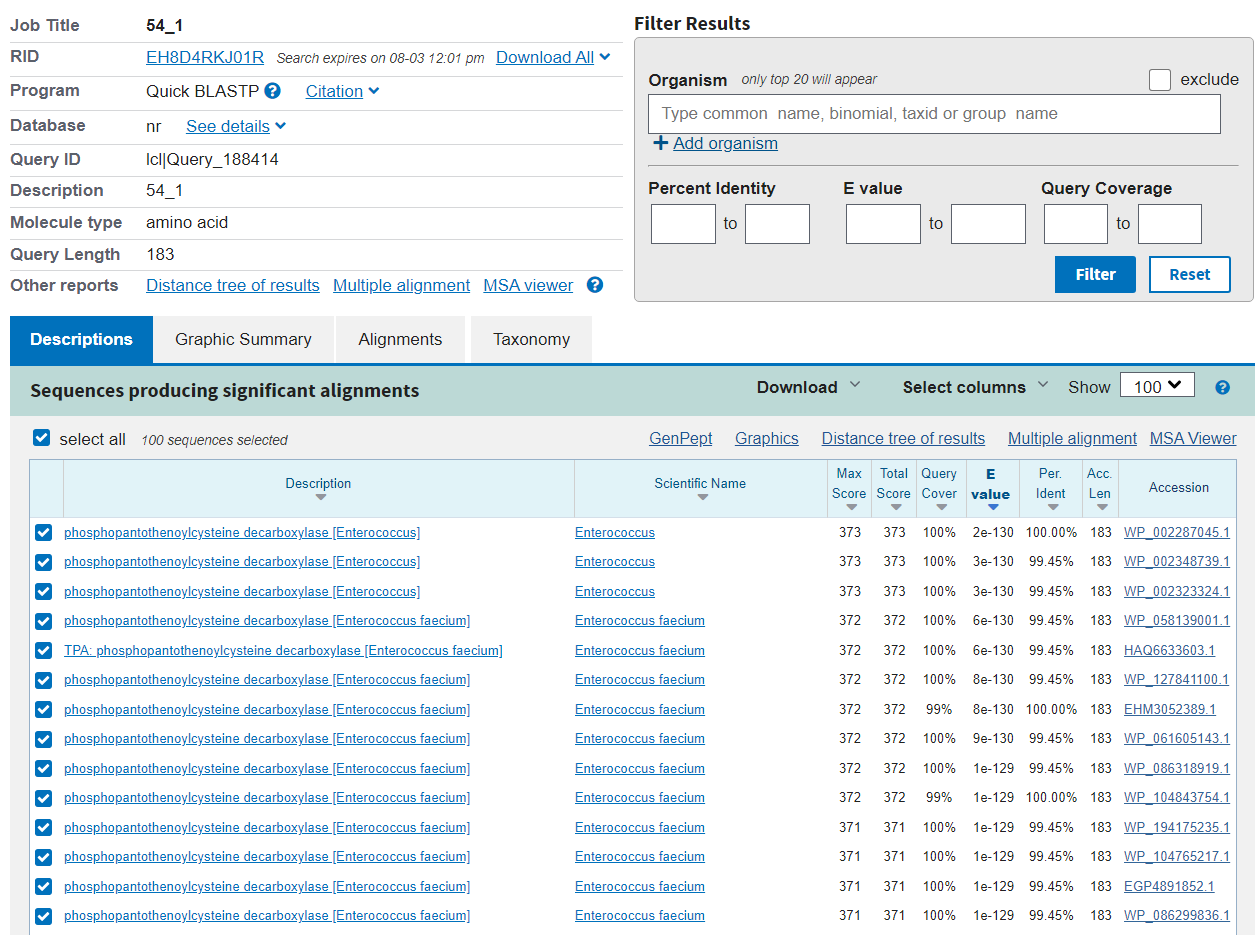 Job Title 54_1
RID EH8D4RKJ01R Search expires on 08-03 12:01 pm Download All
Program Quick BLASTP ? Citation
Database nr See details
Query ID lcl|Query_188414
Description 54_1
Molecule type amino acid
Query Length 183
Other reports Distance tree of results Multiple alignment MSA viewer ?
Filter Results
Organism only top 20 will appear exclude
Type common name, binomial, taxid or group name
+ Add organism
Percent Identity E value Query Coverage
to to to
Filter Reset
Descriptions Graphic Summary Alignments Taxonomy
Sequences producing significant alignments Download Select columns Show 100 ?
select all 100 sequences selected GenPept Graphics Distance tree of results Multiple alignment MSA Viewer
Description Scientific Name Max Score Total Score Query Cover E value Per. Ident Acc. Len Accession
phosphopantothenoylcysteine decarboxylase [Enterococcus] Enterococcus 373 373 100% 2e-130 100.00% 183 WP_002287045.1
phosphopantothenoylcysteine decarboxylase [Enterococcus] Enterococcus 373 373 100% 3e-130 99.45% 183 WP_002348739.1
phosphopantothenoylcysteine decarboxylase [Enterococcus] Enterococcus 373 373 100% 3e-130 99.45% 183 WP_002323324.1
phosphopantothenoylcysteine decarboxylase [Enterococcus faecium] Enterococcus faecium 372 372 100% 6e-130 99.45% 183 WP_058139001.1
TPA: phosphopantothenoylcysteine decarboxylase [Enterococcus faecium] Enterococcus faecium 372 372 100% 6e-130 99.45% 183 HAQ6633603.1
phosphopantothenoylcysteine decarboxylase [Enterococcus faecium] Enterococcus faecium 372 372 100% 8e-130 99.45% 183 WP_127841100.1
phosphopantothenoylcysteine decarboxylase [Enterococcus faecium] Enterococcus faecium 372 372 99% 8e-130 100.00% 183 EHM3052389.1
phosphopantothenoylcysteine decarboxylase [Enterococcus faecium] Enterococcus faecium 372 372 100% 9e-130 99.45% 183 WP_061605143.1
phosphopantothenoylcysteine decarboxylase [Enterococcus faecium] Enterococcus faecium 372 372 100% 1e-129 99.45% 183 WP_086318919.1
phosphopantothenoylcysteine decarboxylase [Enterococcus faecium] Enterococcus faecium 372 372 99% 1e-129 100.00% 183 WP_104843754.1
phosphopantothenoylcysteine decarboxylase [Enterococcus faecium] Enterococcus faecium 371 371 100% 1e-129 99.45% 183 WP_194175235.1
phosphopantothenoylcysteine decarboxylase [Enterococcus faecium] Enterococcus faecium 371 371 100% 1e-129 99.45% 183 WP_104765217.1
phosphopantothenoylcysteine decarboxylase [Enterococcus faecium] Enterococcus faecium 371 371 100% 1e-129 99.45% 183 EGP4891852.1
phosphopantothenoylcysteine decarboxylase [Enterococcus faecium] Enterococcus faecium 371 371 100% 1e-129 99.45% 183 WP_086299836.1